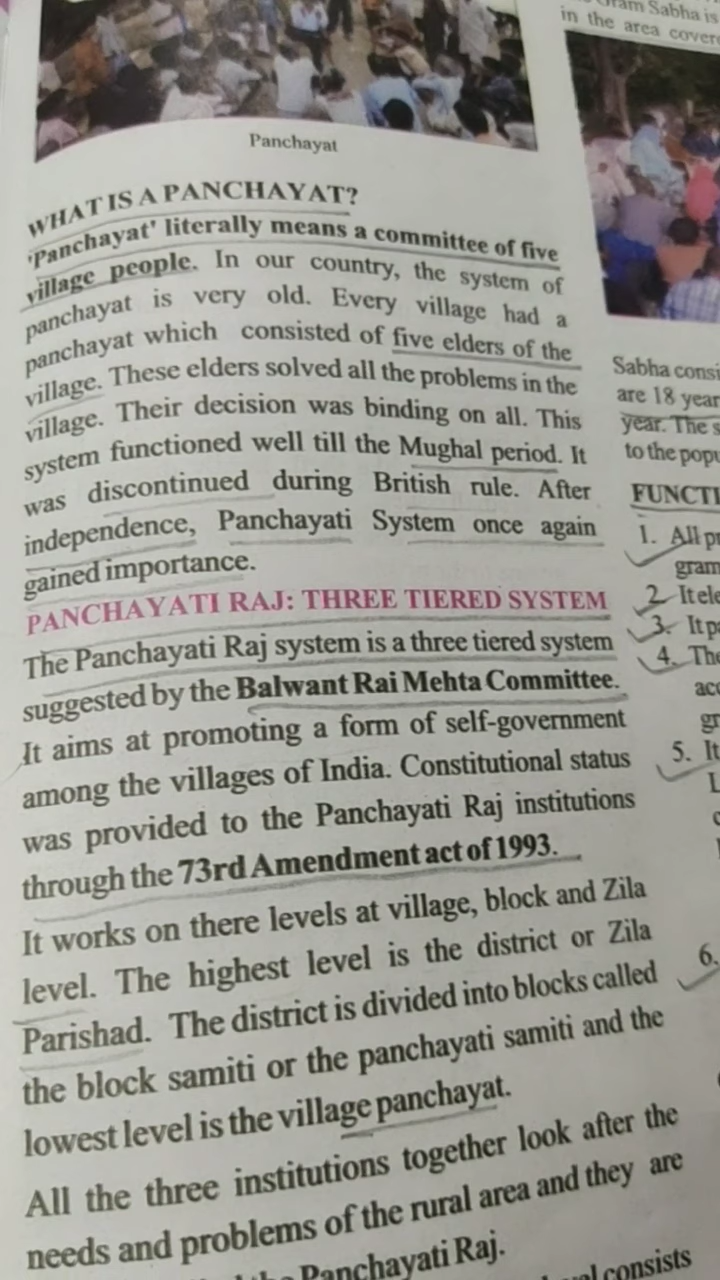 Panchayat
WHAT IS A PANCHAYAT?
'Panchayat' literally means a committee of five
village people. In our country, the system of
panchayat is very old. Every village had a
panchayat which consisted of five elders of the
village. These elders solved all the problems in the
village. Their decision was binding on all. This
system functioned well till the Mughal period. It
was discontinued during British rule. After
independence, Panchayati System once again
gained importance.
PANCHAYATI RAJ: THREE TIERED SYSTEM
The Panchayati Raj system is a three tiered system
suggested by the Balwant Rai Mehta Committee.
It aims at promoting a form of self-government
among the villages of India. Constitutional status
was provided to the Panchayati Raj institutions
through the 73rd Amendment act of 1993.
It works on there levels at village, block and Zila
level. The highest level is the district or Zila
Parishad. The district is divided into blocks called
the block samiti or the panchayati samiti and the
lowest level is the village panchayat.
All the three institutions together look after the
needs and problems of the rural area and they are
Panchayati Raj.
consists
Gram Sabha is
in the area
Sabha
are 18 year
year. The
to the
1. All
gram
2. It
3. It
4. The
5. It
6.